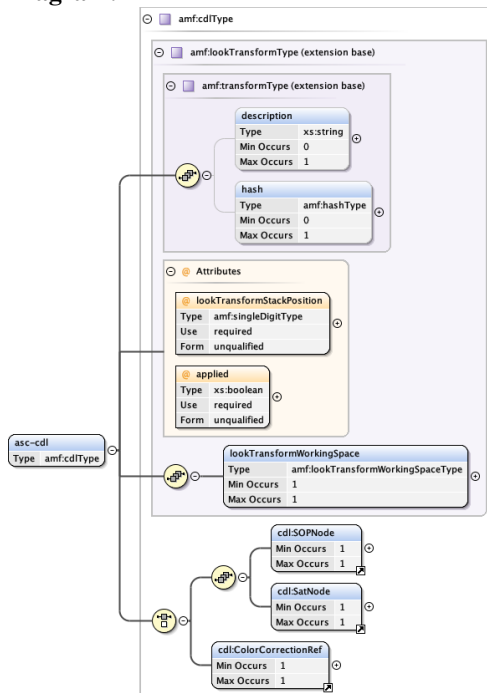 amf:cdlType
amf:lookTransformType (extension base)
amf:transformType (extension base)
description
Type xs:string
Min Occurs 0
Max Occurs 1
hash
Type amf:hashType
Min Occurs 0
Max Occurs 1
@ Attributes
@ lookTransformStackPosition
Type amf:singleDigitType
Use required
Form unqualified
@ applied
Type xs:boolean
Use required
Form unqualified
asc-cdl
Type amf:cdlType
lookTransformWorkingSpace
Type amf:lookTransformWorkingSpaceType
Min Occurs 1
Max Occurs 1
cdl:SOPNode
Min Occurs 1
Max Occurs 1
cdl:SatNode
Min Occurs 1
Max Occurs 1
cdl:ColorCorrectionRef
Min Occurs 1
Max Occurs 1